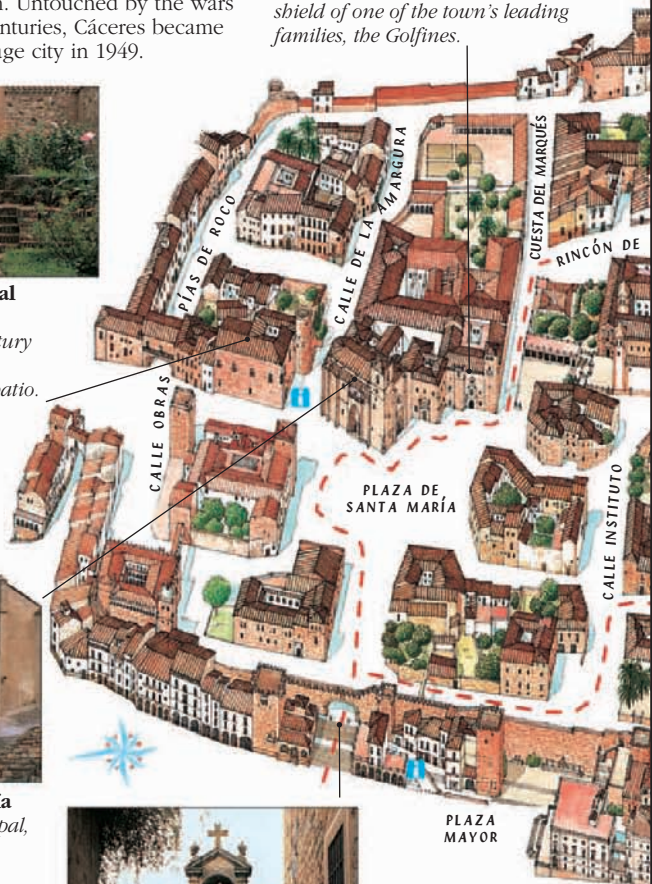 n. Untouched by the wars
nturies, Cáceres became
age city in 1949.
shield of one of the town's leading
families, the Golfines.
PÍAS DE ROCO
CALLE DE LA AMARGURA
CUESTA DEL MARQUÉS
RINCÓN DE
al
tury
patio.
CALLE OBRAS
PLAZA DE
SANTA MARÍA
CALLE INSTITUTO
ía
pal,
PLAZA
MAYOR